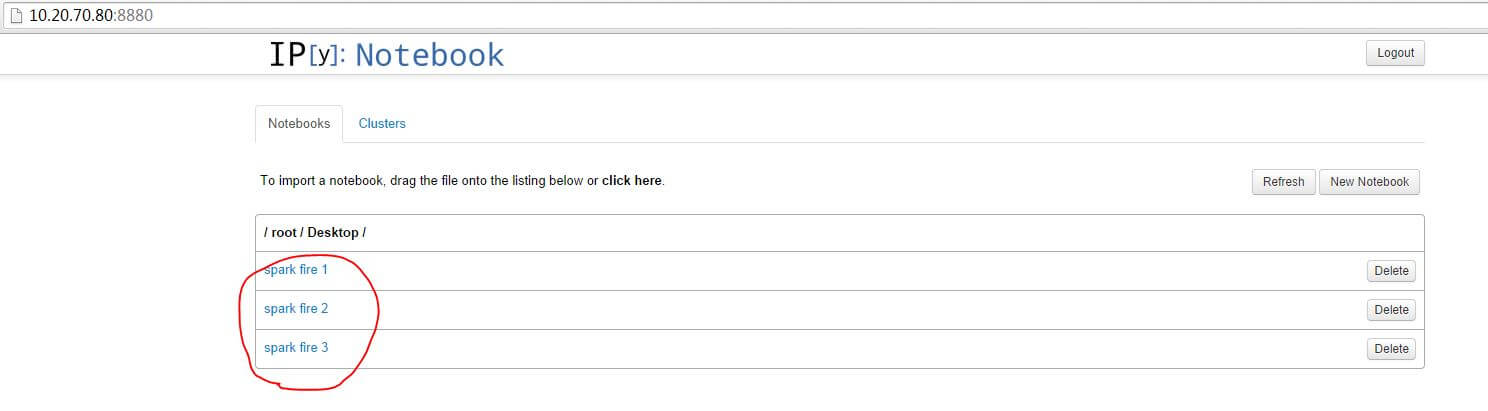 10.20.70.80:8880
IP[y]: Notebook
Logout
Notebooks Clusters
To import a notebook, drag the file onto the listing below or click here.
Refresh New Notebook
/ root / Desktop /
spark fire 1 Delete
spark fire 2 Delete
spark fire 3 Delete